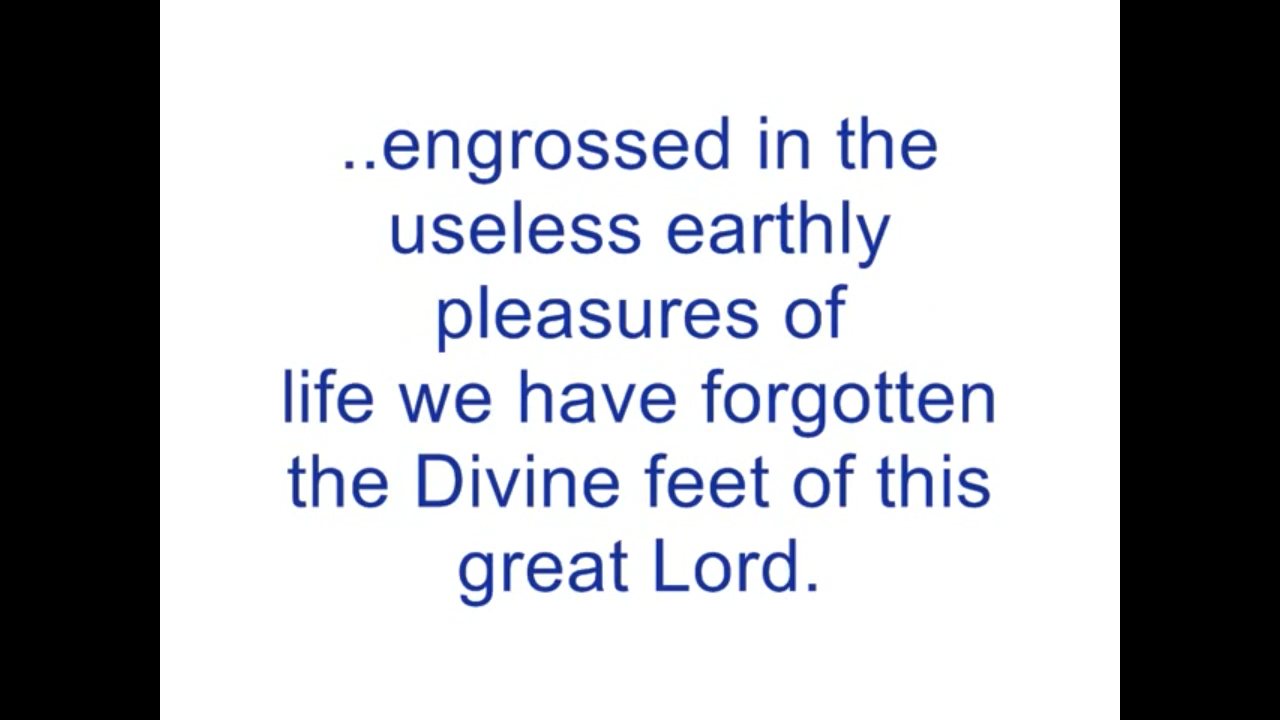 ..engrossed in the
useless earthly
pleasures of
life we have forgotten
the Divine feet of this
great Lord.